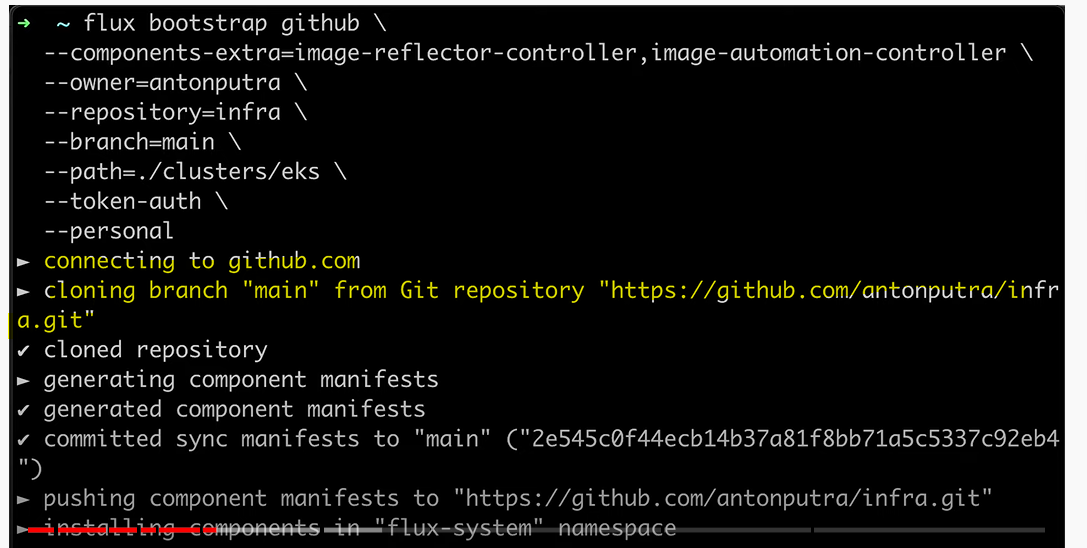 → ~ flux bootstrap github \
--components-extra=image-reflector-controller,image-automation-controller \
--owner=antonputra \
--repository=infra \
--branch=main \
--path=./clusters/eks \
--token-auth \
--personal
► connecting to github.com
► cloning branch "main" from Git repository "https://github.com/antonputra/infr
a.git"
✔ cloned repository
► generating component manifests
✔ generated component manifests
✔ committed sync manifests to "main" ("2e545c0f44ecb14b37a81f8bb71a5c5337c92eb4
")
► pushing component manifests to "https://github.com/antonputra/infra.git"
► installing components in "flux-system" namespace